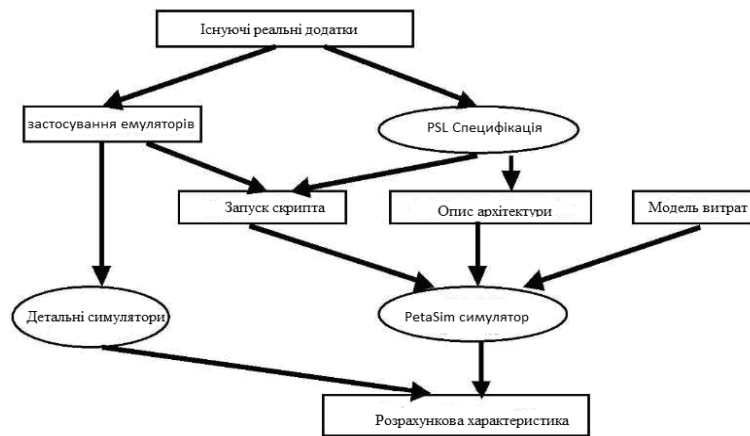 Існуючі реальні додатки
застосування емуляторів
PSL Специфікація
Запуск скрипта
Опис архітектури
Модель витрат
Детальні симулятори
PetaSim симулятор
Розрахункова характеристика